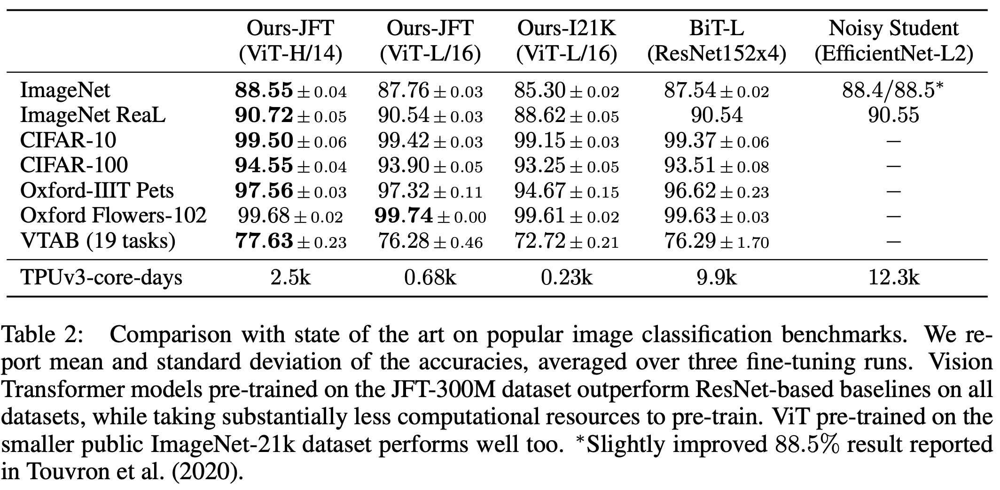 Ours-JFT Ours-JFT Ours-I21K BiT-L Noisy Student
(ViT-H/14) (ViT-L/16) (ViT-L/16) (ResNet152x4) (EfficientNet-L2)
ImageNet 88.55 ± 0.04 87.76 ± 0.03 85.30 ± 0.02 87.54 ± 0.02 88.4/88.5*
ImageNet ReaL 90.72 ± 0.05 90.54 ± 0.03 88.62 ± 0.05 90.54 90.55
CIFAR-10 99.50 ± 0.06 99.42 ± 0.03 99.15 ± 0.03 99.37 ± 0.06 −
CIFAR-100 94.55 ± 0.04 93.90 ± 0.05 93.25 ± 0.05 93.51 ± 0.08 −
Oxford-IIIT Pets 97.56 ± 0.03 97.32 ± 0.11 94.67 ± 0.15 96.62 ± 0.23 −
Oxford Flowers-102 99.68 ± 0.02 99.74 ± 0.00 99.61 ± 0.02 99.63 ± 0.03 −
VTAB (19 tasks) 77.63 ± 0.23 76.28 ± 0.46 72.72 ± 0.21 76.29 ± 1.70 −
TPUv3-core-days 2.5k 0.68k 0.23k 9.9k 12.3k
Table 2: Comparison with state of the art on popular image classification benchmarks. We re-
port mean and standard deviation of the accuracies, averaged over three fine-tuning runs. Vision
Transformer models pre-trained on the JFT-300M dataset outperform ResNet-based baselines on all
datasets, while taking substantially less computational resources to pre-train. ViT pre-trained on the
smaller public ImageNet-21k dataset performs well too. *Slightly improved 88.5% result reported
in Touvron et al. (2020).